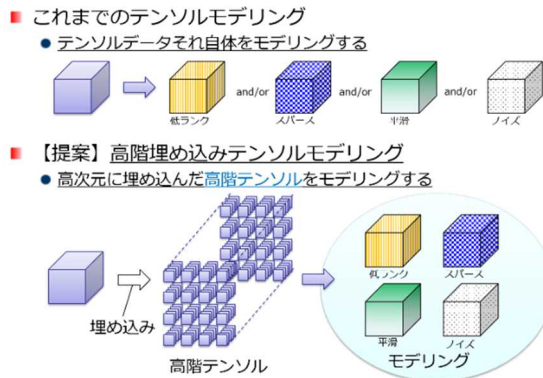 これまでのテンソルモデリング
テンソルデータそれ自体をモデリングする
and/or and/or and/or
低ランク スパース 平滑 ノイズ
【提案】高階埋め込みテンソルモデリング
高次元に埋め込んだ高階テンソルをモデリングする
低ランク スパース
埋め込み
平滑 ノイズ
高階テンソル モデリング